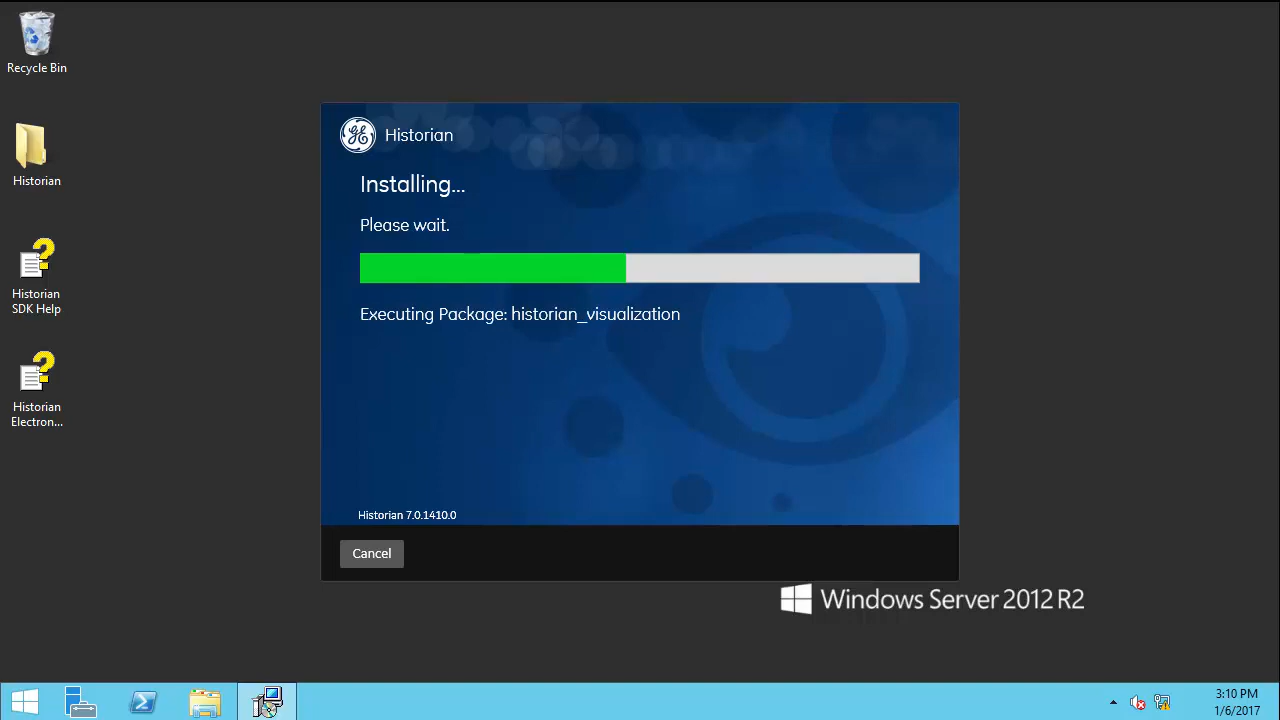 Recycle Bin
Historian
Historian
SDK Help
Historian
Electron...
Historian
Installing...
Please wait.
Executing Package: historian_visualization
Historian 7.0.1410.0
Cancel
Windows Server 2012 R2
3:10 PM
1/6/2017